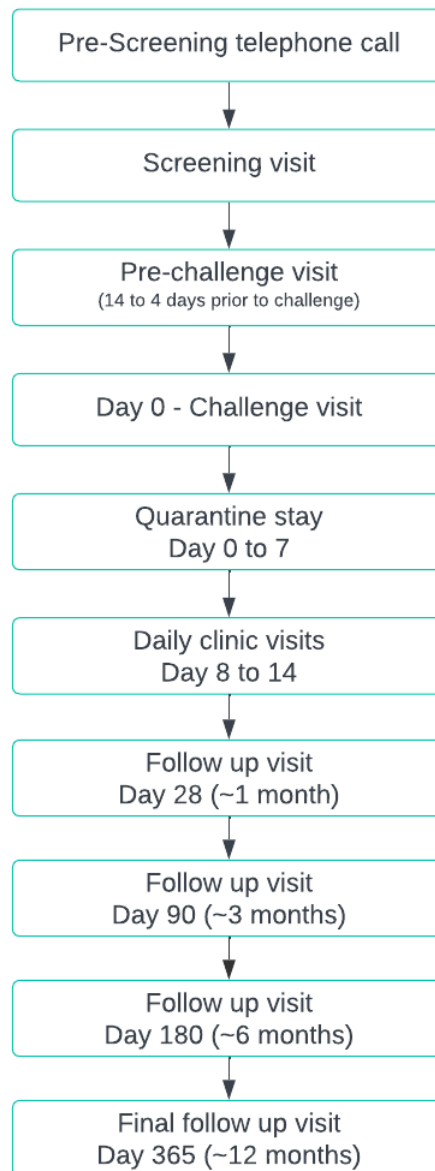 Pre-Screening telephone call
Screening visit
Pre-challenge visit
(14 to 4 days prior to challenge)
Day 0 - Challenge visit
Quarantine stay
Day 0 to 7
Daily clinic visits
Day 8 to 14
Follow up visit
Day 28 (~1 month)
Follow up visit
Day 90 (~3 months)
Follow up visit
Day 180 (~6 months)
Final follow up visit
Day 365 (~12 months)